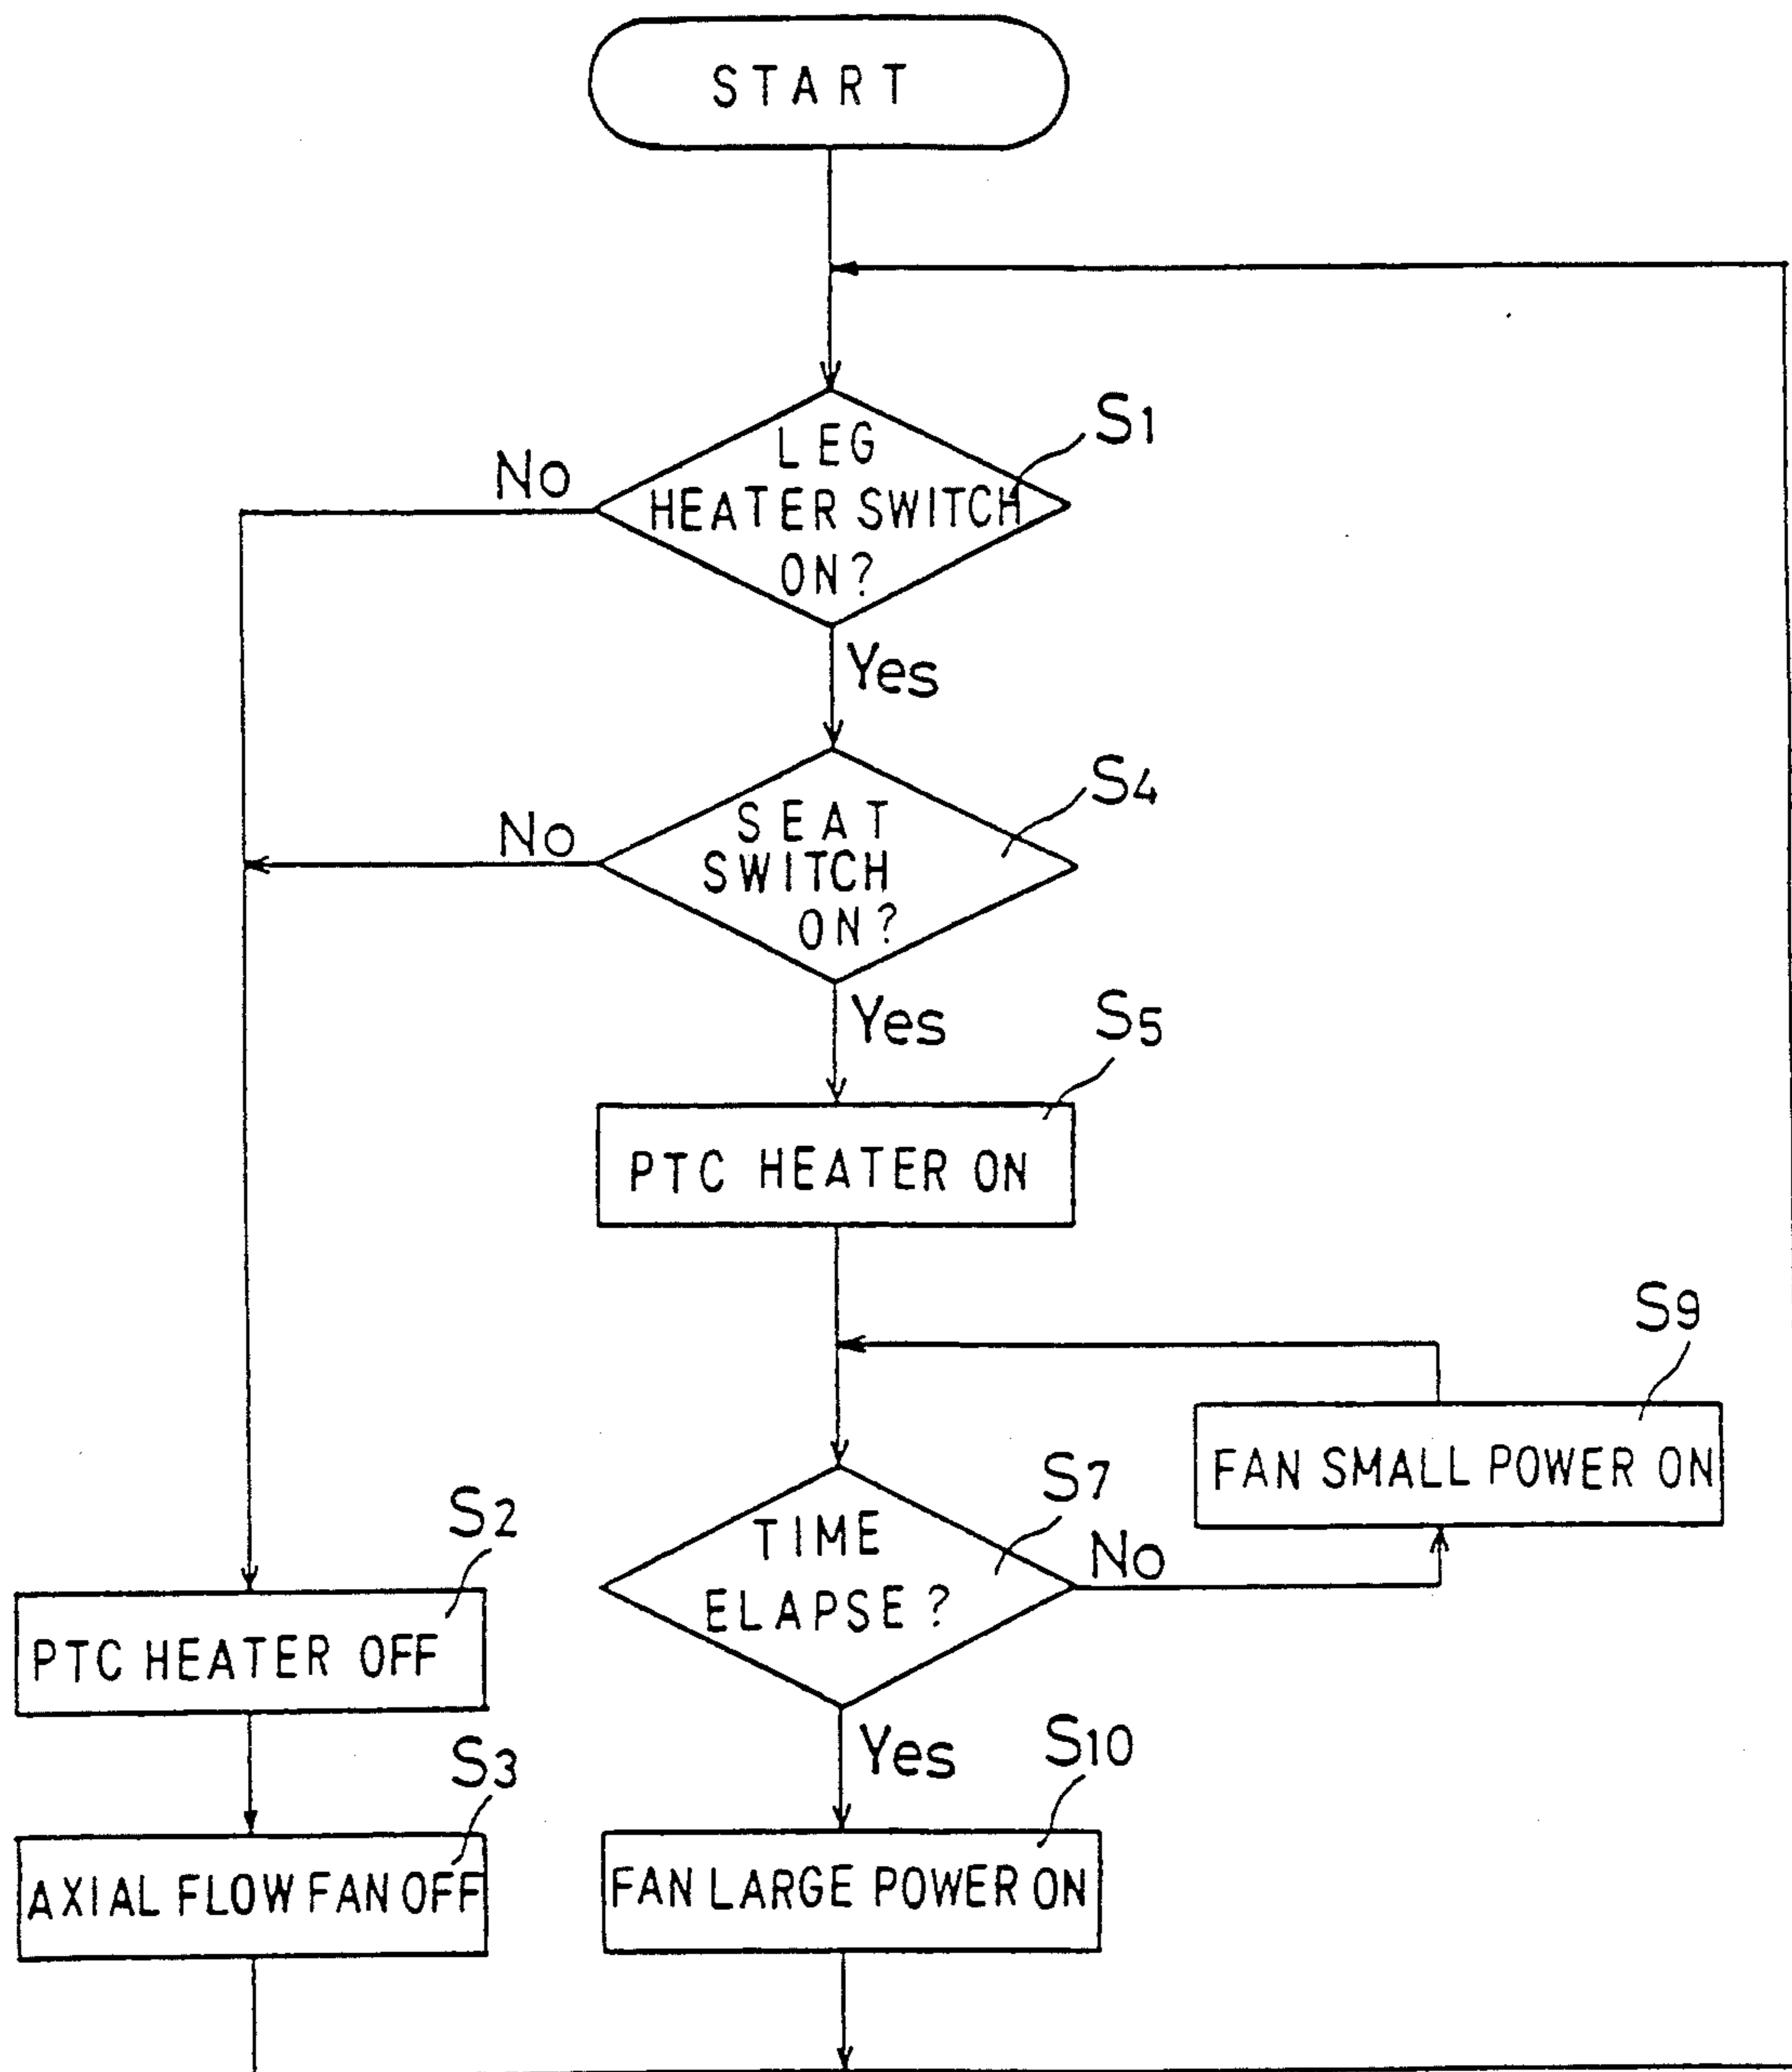 START
S1
LEG
HEATER SWITCH
ON?
No
Yes
S4
SEAT
SWITCH
ON?
No
Yes
S5
PTC HEATER ON
S9
FAN SMALL POWER ON
S7
TIME
ELAPSE?
No
Yes
S2
PTC HEATER OFF
S3
AXIAL FLOW FAN OFF
S10
FAN LARGE POWER ON